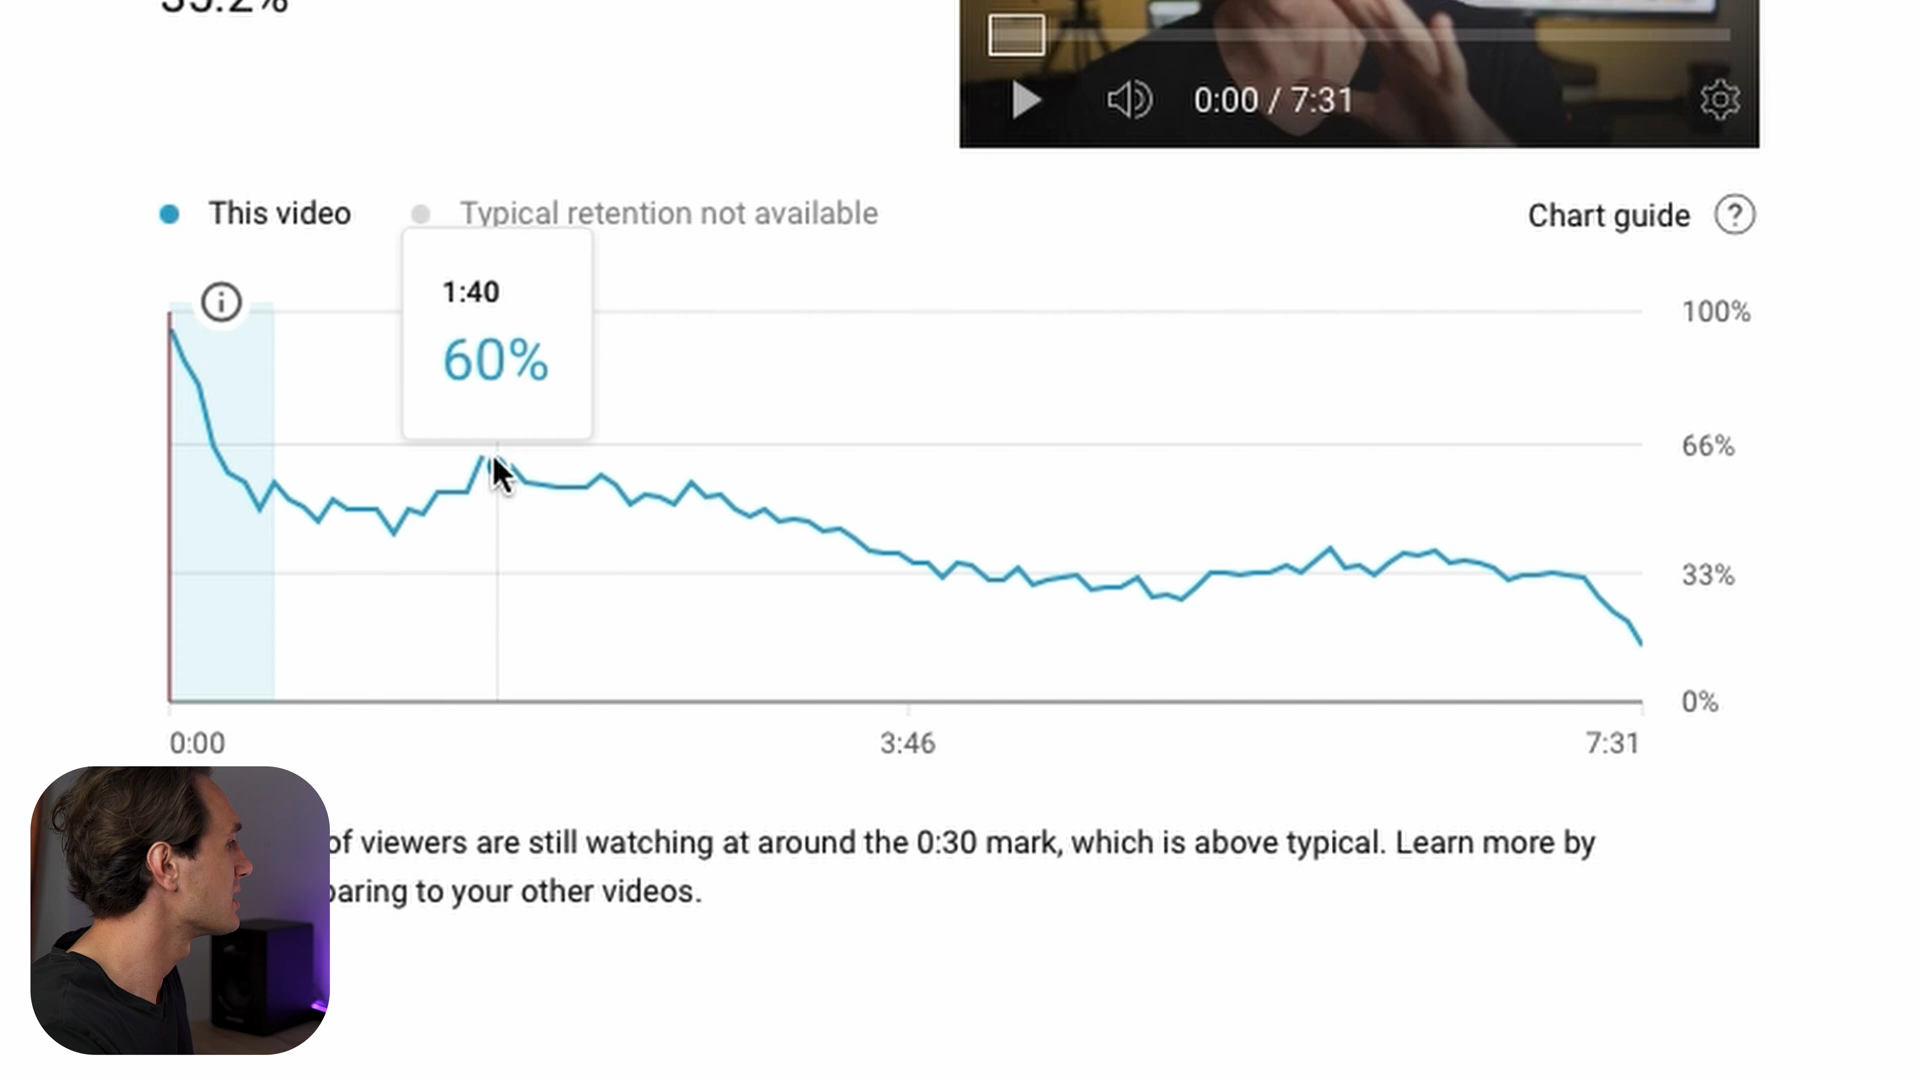 35.2%
0:00 / 7:31
This video
Typical retention not available
Chart guide ?
1:40
60%
100%
66%
33%
0%
0:00
3:46
7:31
of viewers are still watching at around the 0:30 mark, which is above typical. Learn more by
paring to your other videos.